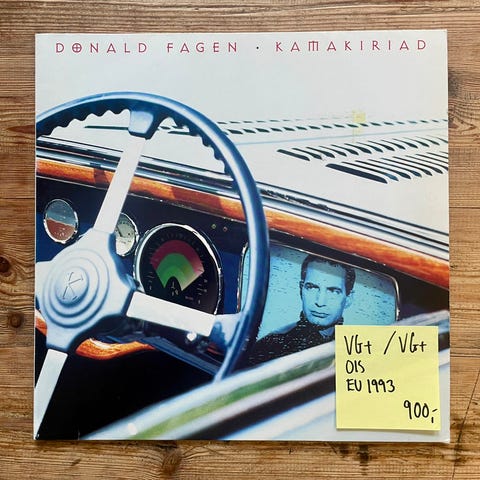 DONALD FAGEN · KAMAKIRIAD
K
VG+ / VG+
OIS
EU 1993
900,-